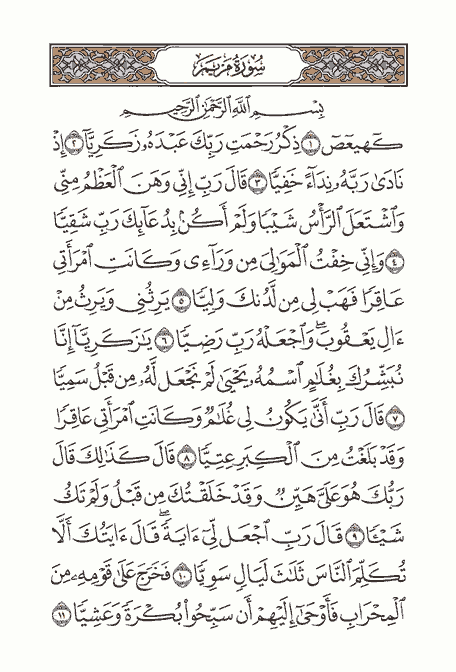 سُورَةُ مَرْيَمَ
بِسْمِ ٱللَّهِ ٱلرَّحْمَٰنِ ٱلرَّحِيمِ
كٓهيعٓصٓ ١ ذِكْرُ رَحْمَتِ رَبِّكَ عَبْدَهُۥ زَكَرِيَّآ ٢ إِذْ
نَادَىٰ رَبَّهُۥ نِدَآءً خَفِيًّا ٣ قَالَ رَبِّ إِنِّي وَهَنَ ٱلْعَظْمُ مِنِّي
وَٱشْتَعَلَ ٱلرَّأْسُ شَيْبًا وَلَمْ أَكُنۢ بِدُعَآئِكَ رَبِّ شَقِيًّا
٤ وَإِنِّي خِفْتُ ٱلْمَوَٰلِيَ مِن وَرَآءِي وَكَانَتِ ٱمْرَأَتِي
عَاقِرًا فَهَبْ لِي مِن لَّدُنكَ وَلِيًّا ٥ يَرِثُنِي وَيَرِثُ مِنْ
ءَالِ يَعْقُوبَۖ وَٱجْعَلْهُ رَبِّ رَضِيًّا ٦ يَٰزَكَرِيَّآ إِنَّا
نُبَشِّرُكَ بِغُلَٰمٍ ٱسْمُهُۥ يَحْيَىٰ لَمْ نَجْعَل لَّهُۥ مِن قَبْلُ سَمِيًّا
٧ قَالَ رَبِّ أَنَّىٰ يَكُونُ لِي غُلَٰمٌ وَكَانَتِ ٱمْرَأَتِي عَاقِرًا
وَقَدْ بَلَغْتُ مِنَ ٱلْكِبَرِ عِتِيًّا ٨ قَالَ كَذَٰلِكَ قَالَ
رَبُّكَ هُوَ عَلَيَّ هَيِّنٌ وَقَدْ خَلَقْتُكَ مِن قَبْلُ وَلَمْ تَكُ
شَيْـًٔا ٩ قَالَ رَبِّ ٱجْعَل لِّيٓ ءَايَةًۖ قَالَ ءَايَتُكَ أَلَّا
تُكَلِّمَ ٱلنَّاسَ ثَلَٰثَ لَيَالٍ سَوِيًّا ١٠ فَخَرَجَ عَلَىٰ قَوْمِهِۦ مِنَ
ٱلْمِحْرَابِ فَأَوْحَىٰٓ إِلَيْهِمْ أَن سَبِّحُوا۟ بُكْرَةً وَعَشِيًّا ١١